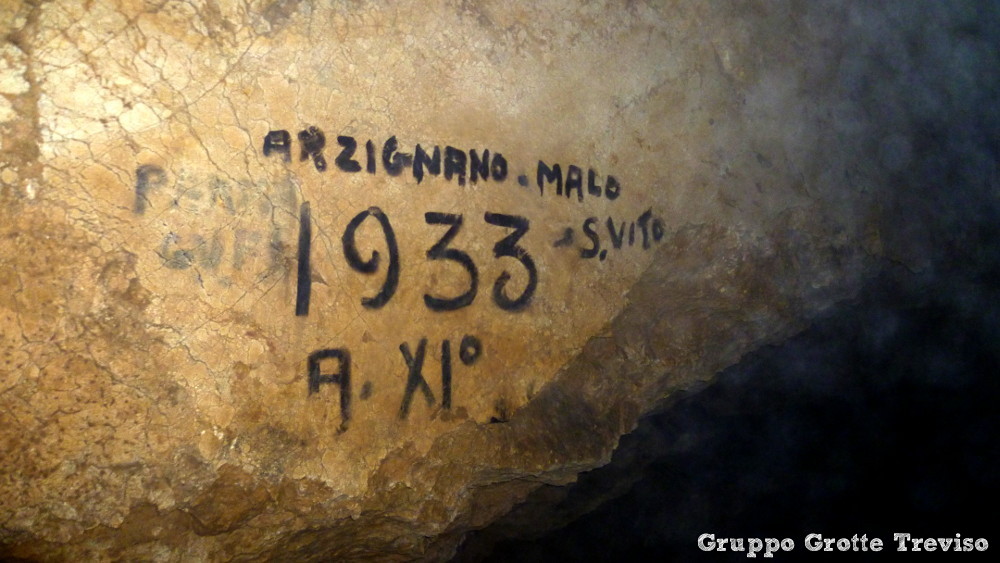 ARZIGNANO - MALO
- S. VITO
1933
A. XI°
Gruppo Grotte Treviso